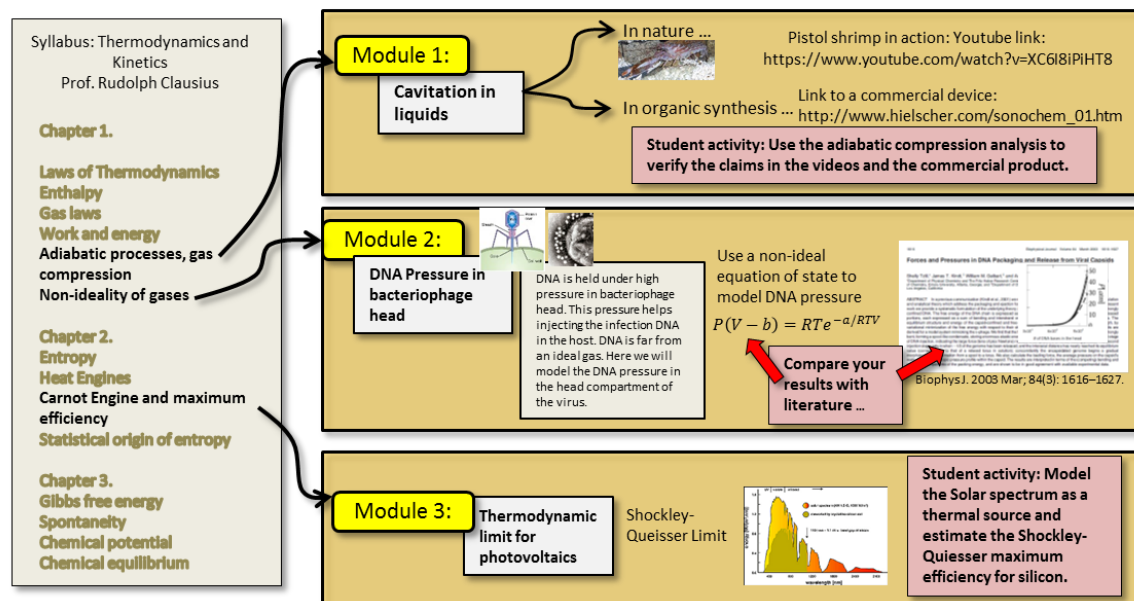 Syllabus: Thermodynamics and
Kinetics
Prof. Rudolph Clausius
Chapter 1.
Laws of Thermodynamics
Enthalpy
Gas laws
Work and energy
Adiabatic processes, gas
compression
Non-ideality of gases
Chapter 2.
Entropy
Heat Engines
Carnot Engine and maximum
efficiency
Statistical origin of entropy
Chapter 3.
Gibbs free energy
Spontaneity
Chemical potential
Chemical equilibrium
Module 1:
Cavitation in
liquids
In nature ...
Pistol shrimp in action: Youtube link:
https://www.youtube.com/watch?v=XC6I8iPiHT8
In organic synthesis ...
Link to a commercial device:
http://www.hielscher.com/sonochem_01.htm
Student activity: Use the adiabatic compression analysis to
verify the claims in the videos and the commercial product.
Module 2:
DNA Pressure in
bacteriophage
head
DNA is held under high
pressure in bacteriophage
head. This pressure helps
injecting the infection DNA
in the host. DNA is far from
an ideal gas. Here we will
model the DNA pressure in
the head compartment of
the virus.
Use a non-ideal
equation of state to
model DNA pressure
P(V − b) = RTe^{-a/RTV}
Compare your
results with
literature ...
Forces and Pressures in DNA Packaging and Release from Viral Capsids
Biophys J. 2003 Mar; 84(3): 1616–1627.
Module 3:
Thermodynamic
limit for
photovoltaics
Shockley-
Queisser Limit
wavelength [nm]
Student activity: Model
the Solar spectrum as a
thermal source and
estimate the Shockley-
Quiesser maximum
efficiency for silicon.